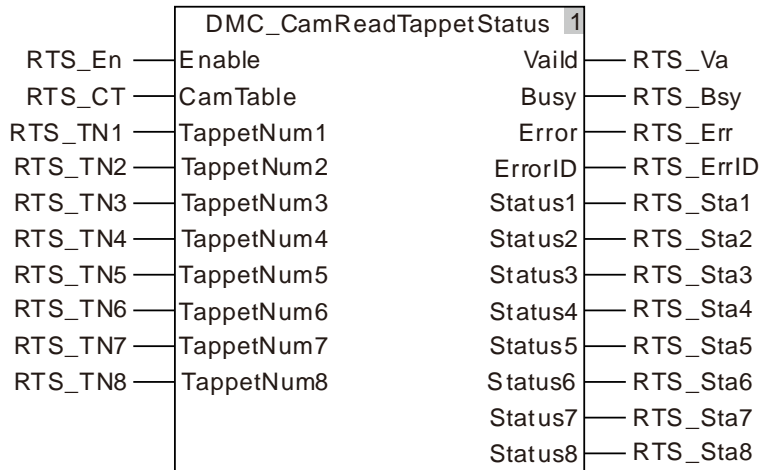 DMC_CamReadTappetStatus 1
RTS_En Enable Vaild RTS_Va
RTS_CT CamTable Busy RTS_Bsy
RTS_TN1 TappetNum1 Error RTS_Err
RTS_TN2 TappetNum2 ErrorID RTS_ErrID
RTS_TN3 TappetNum3 Status1 RTS_Sta1
RTS_TN4 TappetNum4 Status2 RTS_Sta2
RTS_TN5 TappetNum5 Status3 RTS_Sta3
RTS_TN6 TappetNum6 Status4 RTS_Sta4
RTS_TN7 TappetNum7 Status5 RTS_Sta5
RTS_TN8 TappetNum8 Status6 RTS_Sta6
Status7 RTS_Sta7
Status8 RTS_Sta8